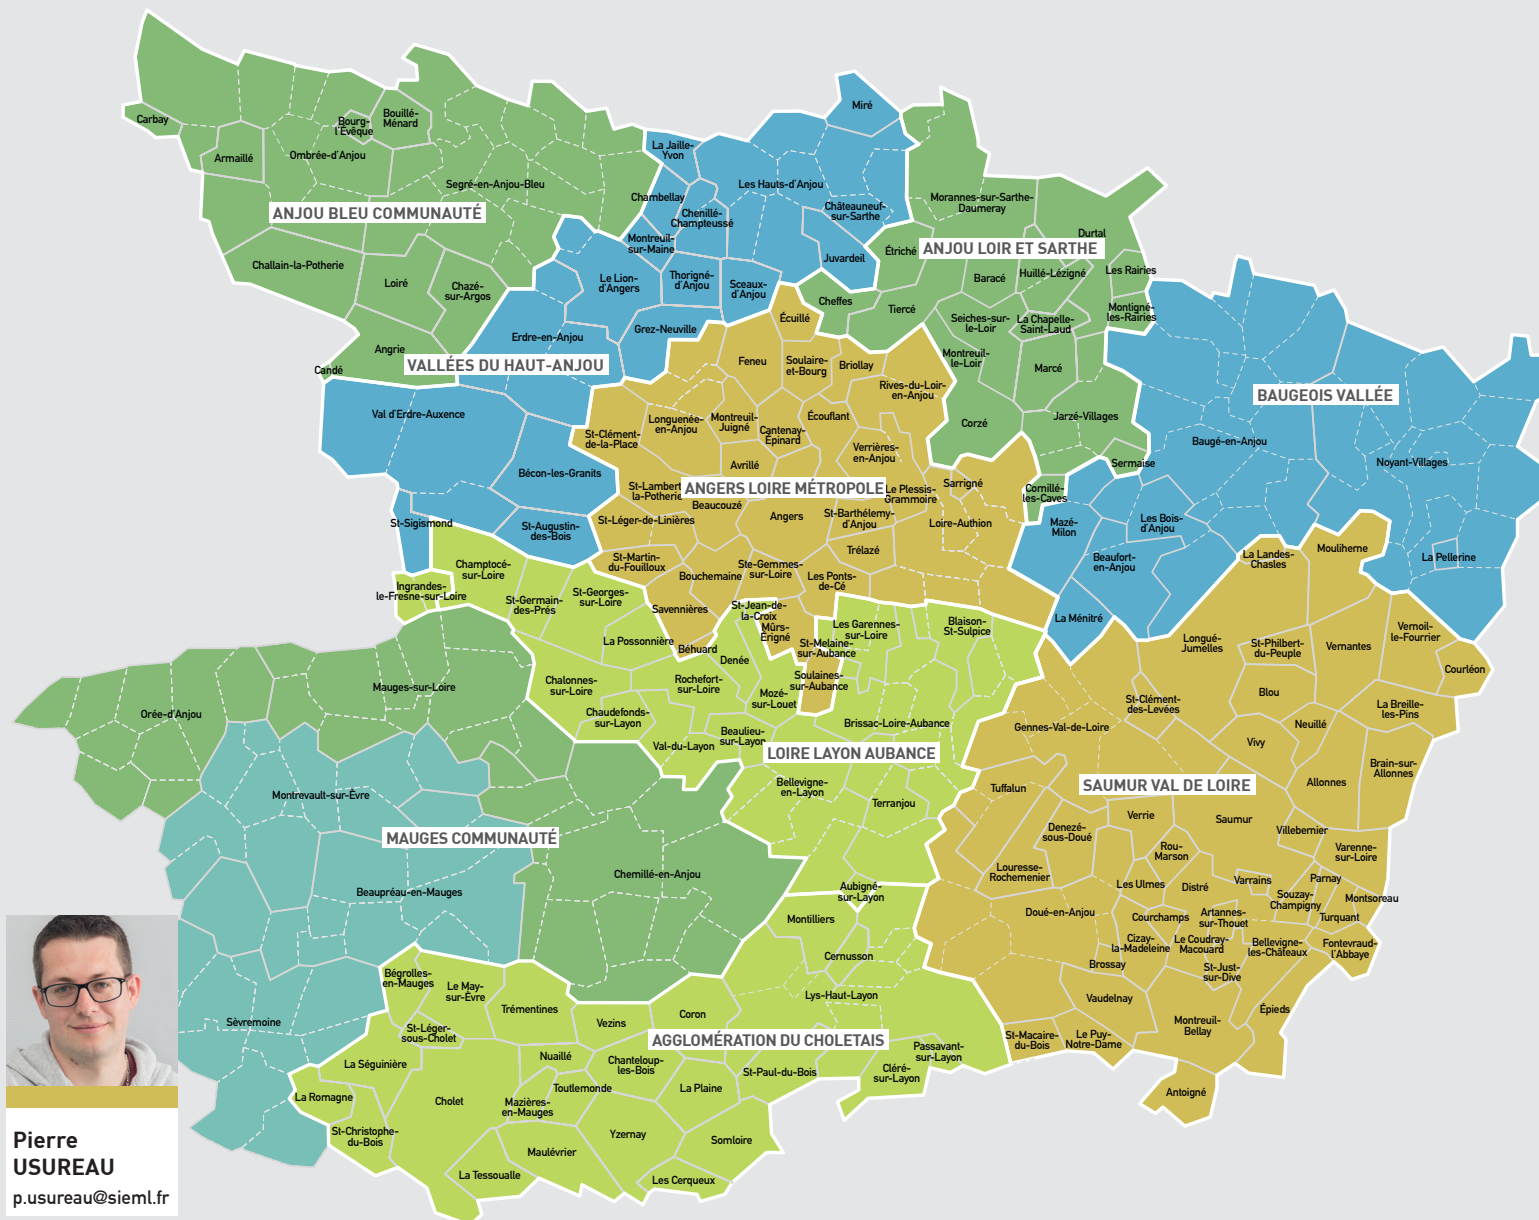 Miré
Carbay
Bourg-
l'Évêque
Bouillé-
Ménard
Armaillé
Ombrée-d'Anjou
Segré-en-Anjou-Bleu
ANJOU BLEU COMMUNAUTÉ
Challain-la-Potherie
Loiré
Chazé-
sur-Argos
Angrie
Candé
La Jaille-
Yvon
Les Hauts-d'Anjou
Chambellay
Chenillé-
Champteussé
Châteauneuf-
sur-Sarthe
Montreuil-
sur-Maine
Juvardeil
Le Lion-
d'Angers
Thorigné-
d'Anjou
Sceaux-
d'Anjou
Erdre-en-Anjou
Grez-Neuville
VALLÉES DU HAUT-ANJOU
Val d'Erdre-Auxence
Bécon-les-Granits
St-Sigismond
St-Augustin-
des-Bois
Morannes-sur-Sarthe-
Daumeray
Durtal
Étriché
ANJOU LOIR ET SARTHE
Baracé
Huillé-Lézigné
Les Rairies
Cheffes
Tiercé
Seiches-sur-
le-Loir
La Chapelle-
Saint-Laud
Montigné-
les-Rairies
Montreuil-
le-Loir
Marcé
Corzé
Jarzé-Villages
Sermaise
Cornillé-
les-Caves
BAUGEOIS VALLÉE
Baugé-en-Anjou
Noyant-Villages
Mazé-
Milon
Les Bois-
d'Anjou
Beaufort-
en-Anjou
La Pellerine
La Ménitré
Écuillé
Feneu
Soulaire-
et-Bourg
Briollay
Rives-du-Loir-
en-Anjou
Longuenée-
en-Anjou
Montreuil-
Juigné
Écouflant
Cantenay-
Épinard
St-Clément-
de-la-Place
Verrières-
en-Anjou
Avrillé
St-Lambert
la-Potherie
ANGERS LOIRE MÉTROPOLE
Le Plessis-
Grammoire
Sarrigné
Beaucouzé
Angers
St-Barthélemy-
d'Anjou
Loire-Authion
St-Léger-de-Linières
Trélazé
St-Martin-
du-Fouilloux
Bouchemaine
Ste-Gemmes-
sur-Loire
Les Ponts-
de-Cé
Savennières
Mûrs-
Érigné
Béhuard
Soulaines-
sur-Aubance
Champtocé-
sur-Loire
Ingrandes-
le-Fresne-sur-Loire
St-Germain-
des-Prés
St-Georges-
sur-Loire
St-Jean-de-
la-Croix
Les Garennes-
sur-Loire
Blaison-
St-Sulpice
La Possonnière
St-Melaine-
sur-Aubance
Denée
Chalonnes-
sur-Loire
Rochefort-
sur-Loire
Mozé-
sur-Louet
Chaudefonds-
sur-Layon
Beaulieu-
sur-Layon
Brissac-Loire-Aubance
Val-du-Layon
LOIRE LAYON AUBANCE
Bellevigne-
en-Layon
Terranjou
Aubigné-
sur-Layon
Mauges-sur-Loire
Orée-d'Anjou
Montrevault-sur-Èvre
MAUGES COMMUNAUTÉ
Chemillé-en-Anjou
Beaupréau-en-Mauges
Sèvremoine
La Landes-
Chasles
Mouliherne
Longué-
Jumelles
St-Philbert-
du-Peuple
Vernantes
Vernoil-
le-Fourrier
Courléon
Blou
St-Clément-
des-Levées
La Breille-
les-Pins
Gennes-Val-de-Loire
Neuillé
Vivy
Brain-sur-
Allonnes
SAUMUR VAL DE LOIRE
Allonnes
Tuffalun
Verrie
Saumur
Denezé-
sous-Doué
Villebernier
Rou-
Marson
Varenne-
sur-Loire
Louresse-
Rochemenier
Les Ulmes
Distré
Varrains
Parnay
Souzay-
Champigny
Montsoreau
Doué-en-Anjou
Courchamps
Artannes-
sur-Thouet
Turquant
Cizay-
la-Madeleine
Le Coudray-
Macouard
Bellevigne-
les-Châteaux
Fontevraud-
l'Abbaye
Brossay
St-Just-
sur-Dive
Vaudelnay
Épieds
Montreuil-
Bellay
St-Macaire-
du-Bois
Le Puy-
Notre-Dame
Antoigné
Montilliers
Cernusson
Bégrolles-
en-Mauges
Le May-
sur-Èvre
Lys-Haut-Layon
Trémentines
Vezins
Coron
St-Léger-
sous-Cholet
AGGLOMÉRATION DU CHOLETAIS
Passavant-
sur-Layon
La Séguinière
Nuaillé
Chanteloup-
les-Bois
St-Paul-du-Bois
Cléré-
sur-Layon
La Romagne
Cholet
Toutlemonde
La Plaine
Mazières-
en-Mauges
St-Christophe-
du-Bois
Yzernay
Somloire
Maulévrier
La Tessoualle
Les Cerqueux
Pierre
USUREAU
p.usureau@sieml.fr